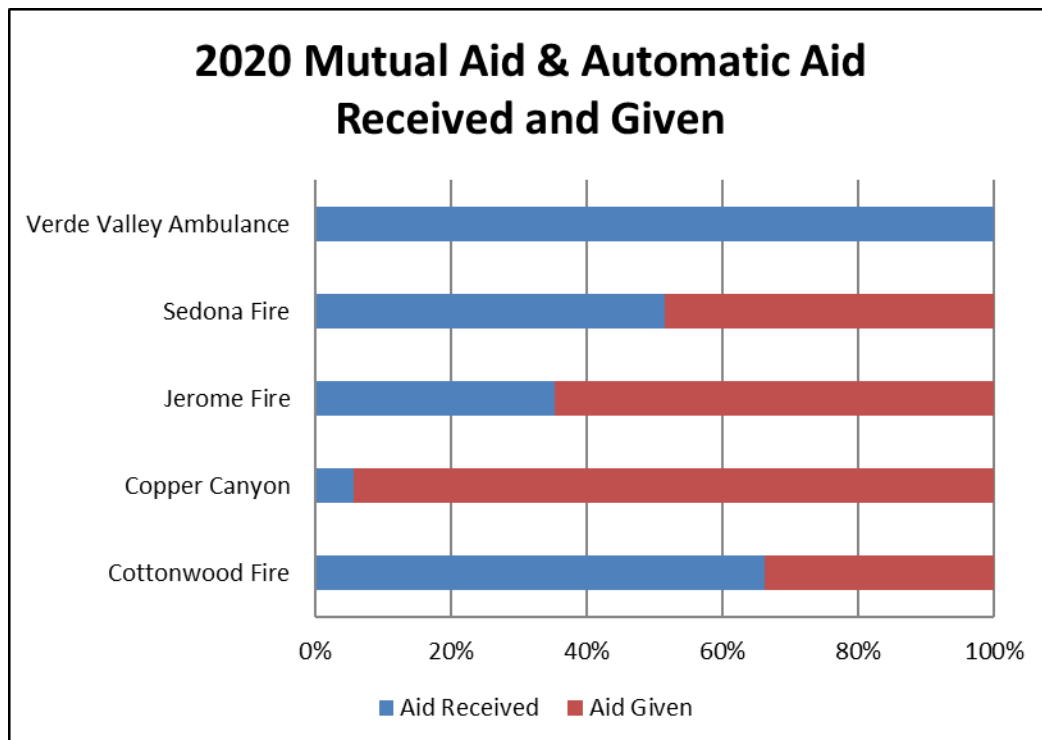 2020 Mutual Aid & Automatic Aid
Received and Given
Verde Valley Ambulance
Sedona Fire
Jerome Fire
Copper Canyon
Cottonwood Fire
0% 20% 40% 60% 80% 100%
Aid Received Aid Given